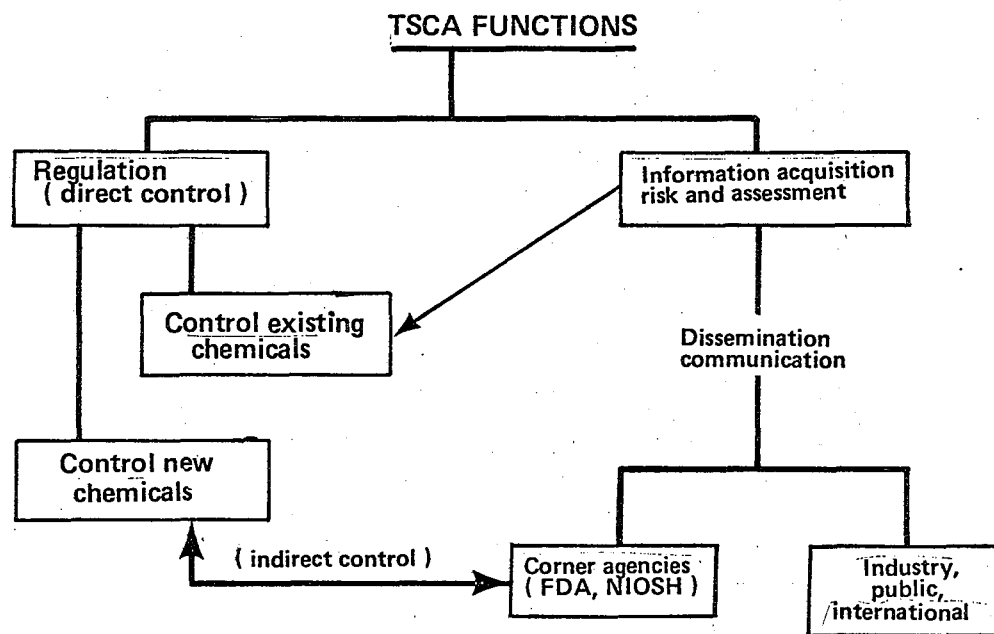 TSCA FUNCTIONS
Regulation
( direct control )
Information acquisition
risk and assessment
Control existing
chemicals
Dissemination
communication
Control new
chemicals
( indirect control )
Corner agencies
( FDA, NIOSH )
Industry,
public,
international